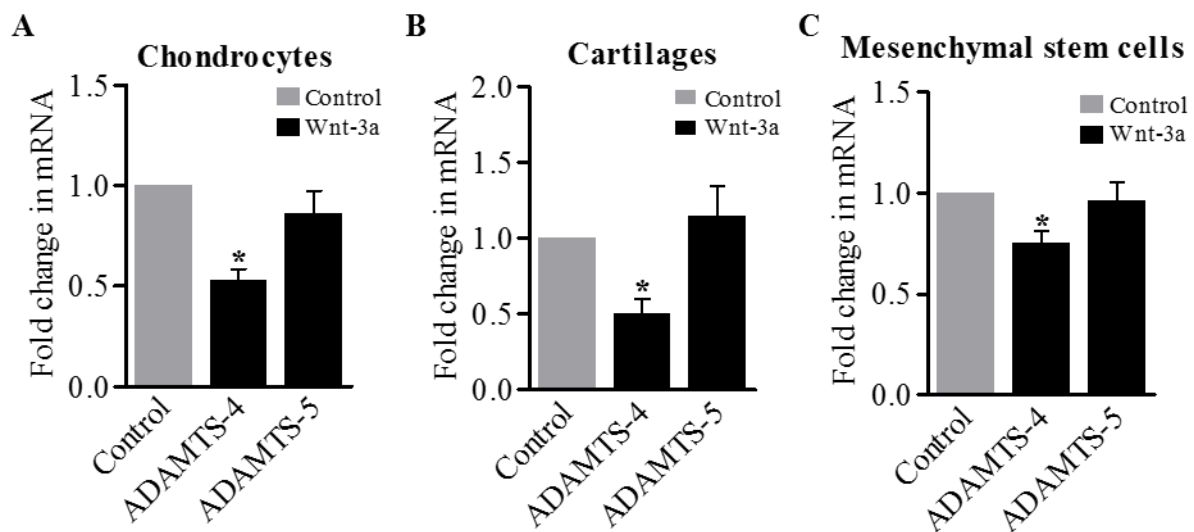 A
Chondrocytes
Fold change in mRNA
1.5
1.0
0.5
0.0
Control
Wnt-3a
*
Control
ADAMTS-4
ADAMTS-5
B
Cartilages
Fold change in mRNA
2.0
1.5
1.0
0.5
0.0
Control
Wnt-3a
*
Control
ADAMTS-4
ADAMTS-5
C
Mesenchymal stem cells
Fold change in mRNA
1.5
1.0
0.5
0.0
Control
Wnt-3a
*
Control
ADAMTS-4
ADAMTS-5